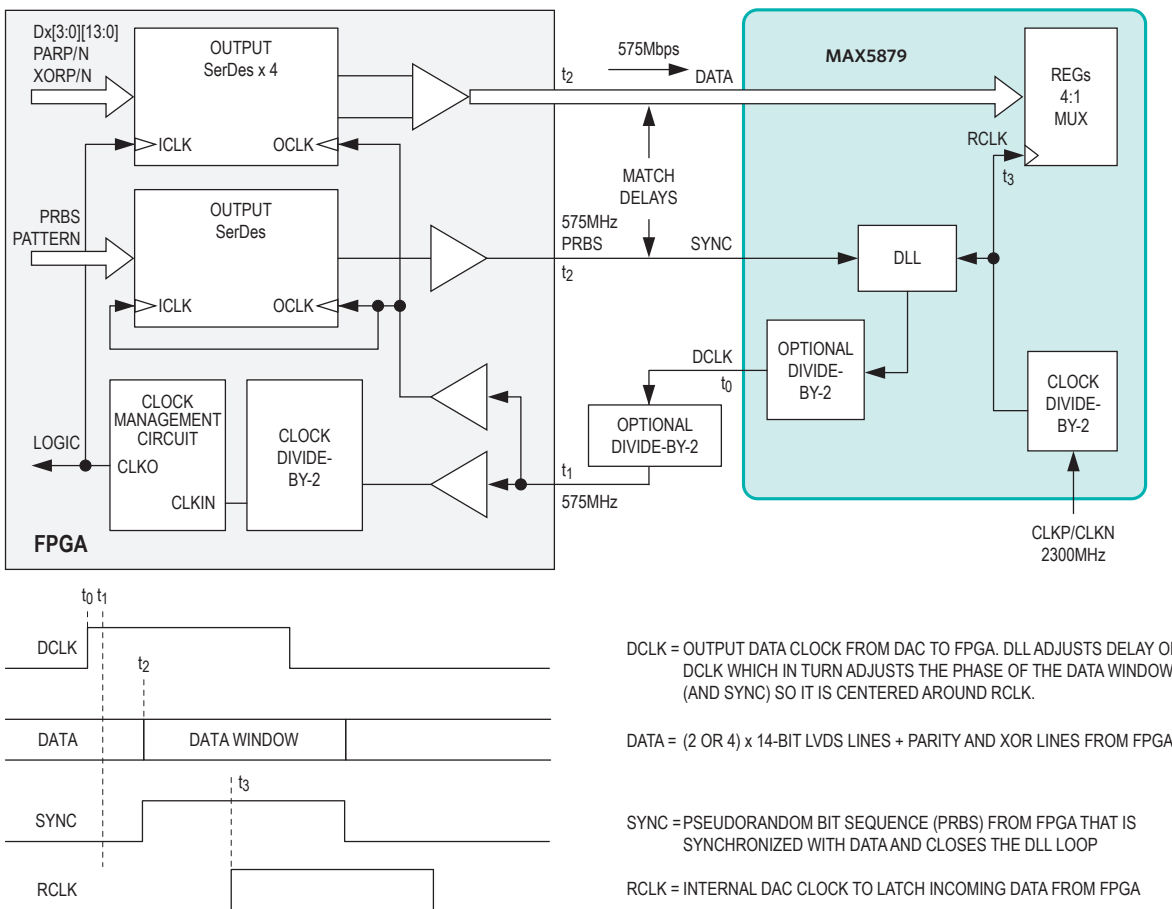 Dx[3:0][13:0]
PARP/N
XORP/N
OUTPUT
SerDes x 4
ICLK
OCLK
t2
575Mbps
DATA
MAX5879
REGs
4:1
MUX
RCLK
t3
MATCH
DELAYS
PRBS
PATTERN
OUTPUT
SerDes
ICLK
OCLK
575MHz
PRBS
t2
SYNC
DLL
DCLK
t0
OPTIONAL
DIVIDE-
BY-2
OPTIONAL
DIVIDE-BY-2
CLOCK
DIVIDE-
BY-2
CLOCK
MANAGEMENT
CIRCUIT
CLKO
CLKIN
LOGIC
CLOCK
DIVIDE-
BY-2
t1
575MHz
FPGA
CLKP/CLKN
2300MHz
t0 t1
DCLK
t2
DATA
DATA WINDOW
t3
SYNC
RCLK
DCLK = OUTPUT DATA CLOCK FROM DAC TO FPGA. DLL ADJUSTS DELAY OF
DCLK WHICH IN TURN ADJUSTS THE PHASE OF THE DATA WINDOW
(AND SYNC) SO IT IS CENTERED AROUND RCLK.
DATA = (2 OR 4) x 14-BIT LVDS LINES + PARITY AND XOR LINES FROM FPGA
SYNC = PSEUDORANDOM BIT SEQUENCE (PRBS) FROM FPGA THAT IS
SYNCHRONIZED WITH DATA AND CLOSES THE DLL LOOP
RCLK = INTERNAL DAC CLOCK TO LATCH INCOMING DATA FROM FPGA